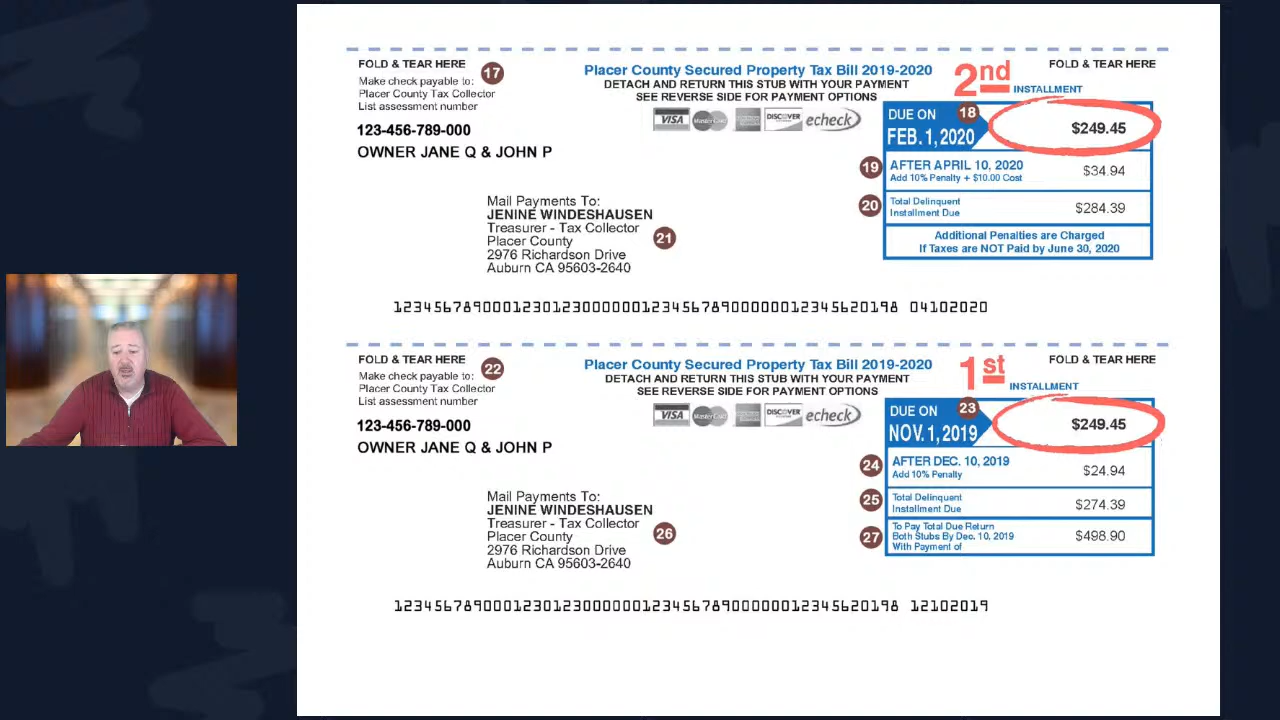 FOLD & TEAR HERE
17
Make check payable to:
Placer County Tax Collector
List assessment number
123-456-789-000
OWNER JANE Q & JOHN P
Placer County Secured Property Tax Bill 2019-2020
DETACH AND RETURN THIS STUB WITH YOUR PAYMENT
SEE REVERSE SIDE FOR PAYMENT OPTIONS
VISA MasterCard DISCOVER echeck
2nd INSTALLMENT
FOLD & TEAR HERE
DUE ON 18
FEB. 1, 2020 $249.45
19 AFTER APRIL 10, 2020 $34.94
Add 10% Penalty + $10.00 Cost
20 Total Delinquent
Installment Due $284.39
Additional Penalties are Charged
If Taxes are NOT Paid by June 30, 2020
Mail Payments To:
JENINE WINDESHAUSEN
Treasurer - Tax Collector
Placer County 21
2976 Richardson Drive
Auburn CA 95603-2640
12345678900012301230000001234567890000001234562019​8 04102020
FOLD & TEAR HERE
22
Make check payable to:
Placer County Tax Collector
List assessment number
123-456-789-000
OWNER JANE Q & JOHN P
Placer County Secured Property Tax Bill 2019-2020
DETACH AND RETURN THIS STUB WITH YOUR PAYMENT
SEE REVERSE SIDE FOR PAYMENT OPTIONS
VISA MasterCard DISCOVER echeck
1st INSTALLMENT
FOLD & TEAR HERE
DUE ON 23
NOV. 1, 2019 $249.45
24 AFTER DEC. 10, 2019 $24.94
Add 10% Penalty
25 Total Delinquent
Installment Due $274.39
27 To Pay Total Due Return
Both Stubs By Dec. 10, 2019 $498.90
With Payment of
Mail Payments To:
JENINE WINDESHAUSEN
Treasurer - Tax Collector
Placer County 26
2976 Richardson Drive
Auburn CA 95603-2640
123456789000123012300000012345678900000012345620198 12102019